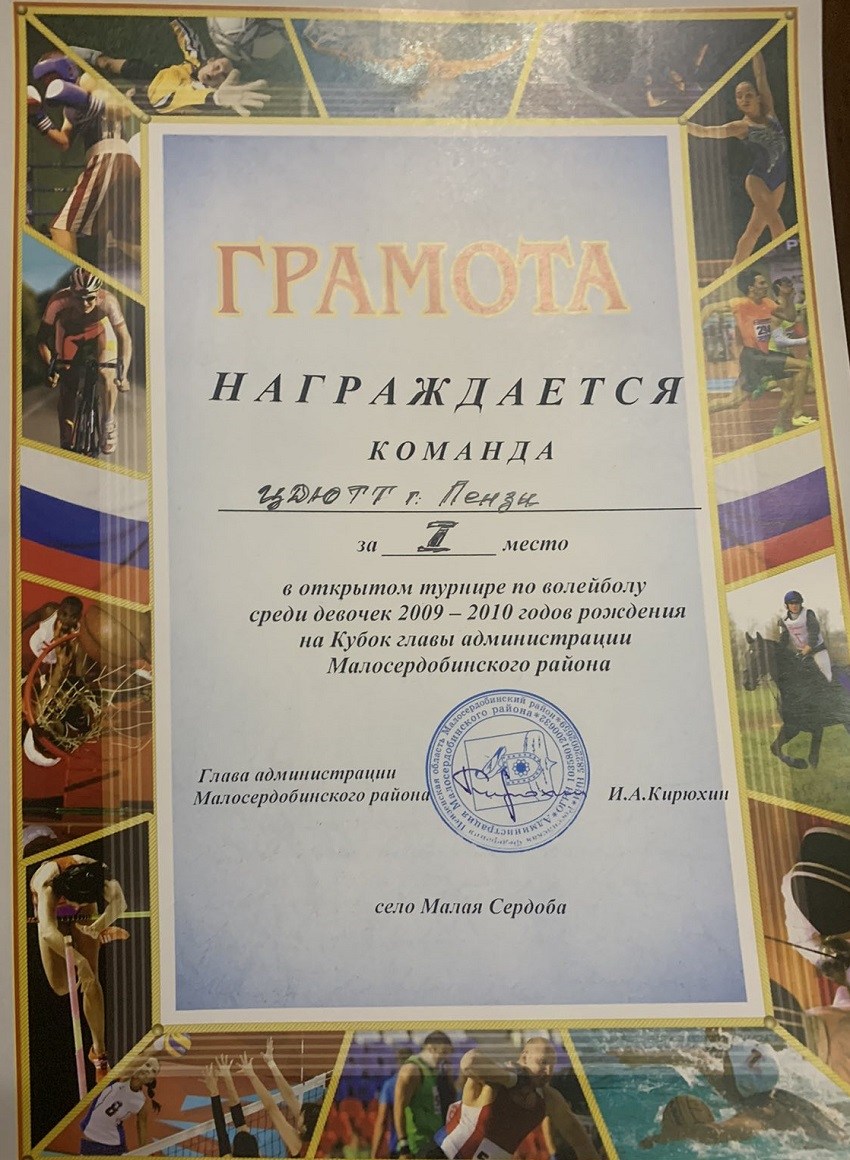 ГРАМОТА
НАГРАЖДАЕТСЯ
КОМАНДА
ЦДЮТТ г. Пензы
за I место
в открытом турнире по волейболу
среди девочек 2009 – 2010 годов рождения
на Кубок главы администрации
Малосердобинского района
Глава администрации
Малосердобинского района
И.А.Кирюхин
село Малая Сердоба